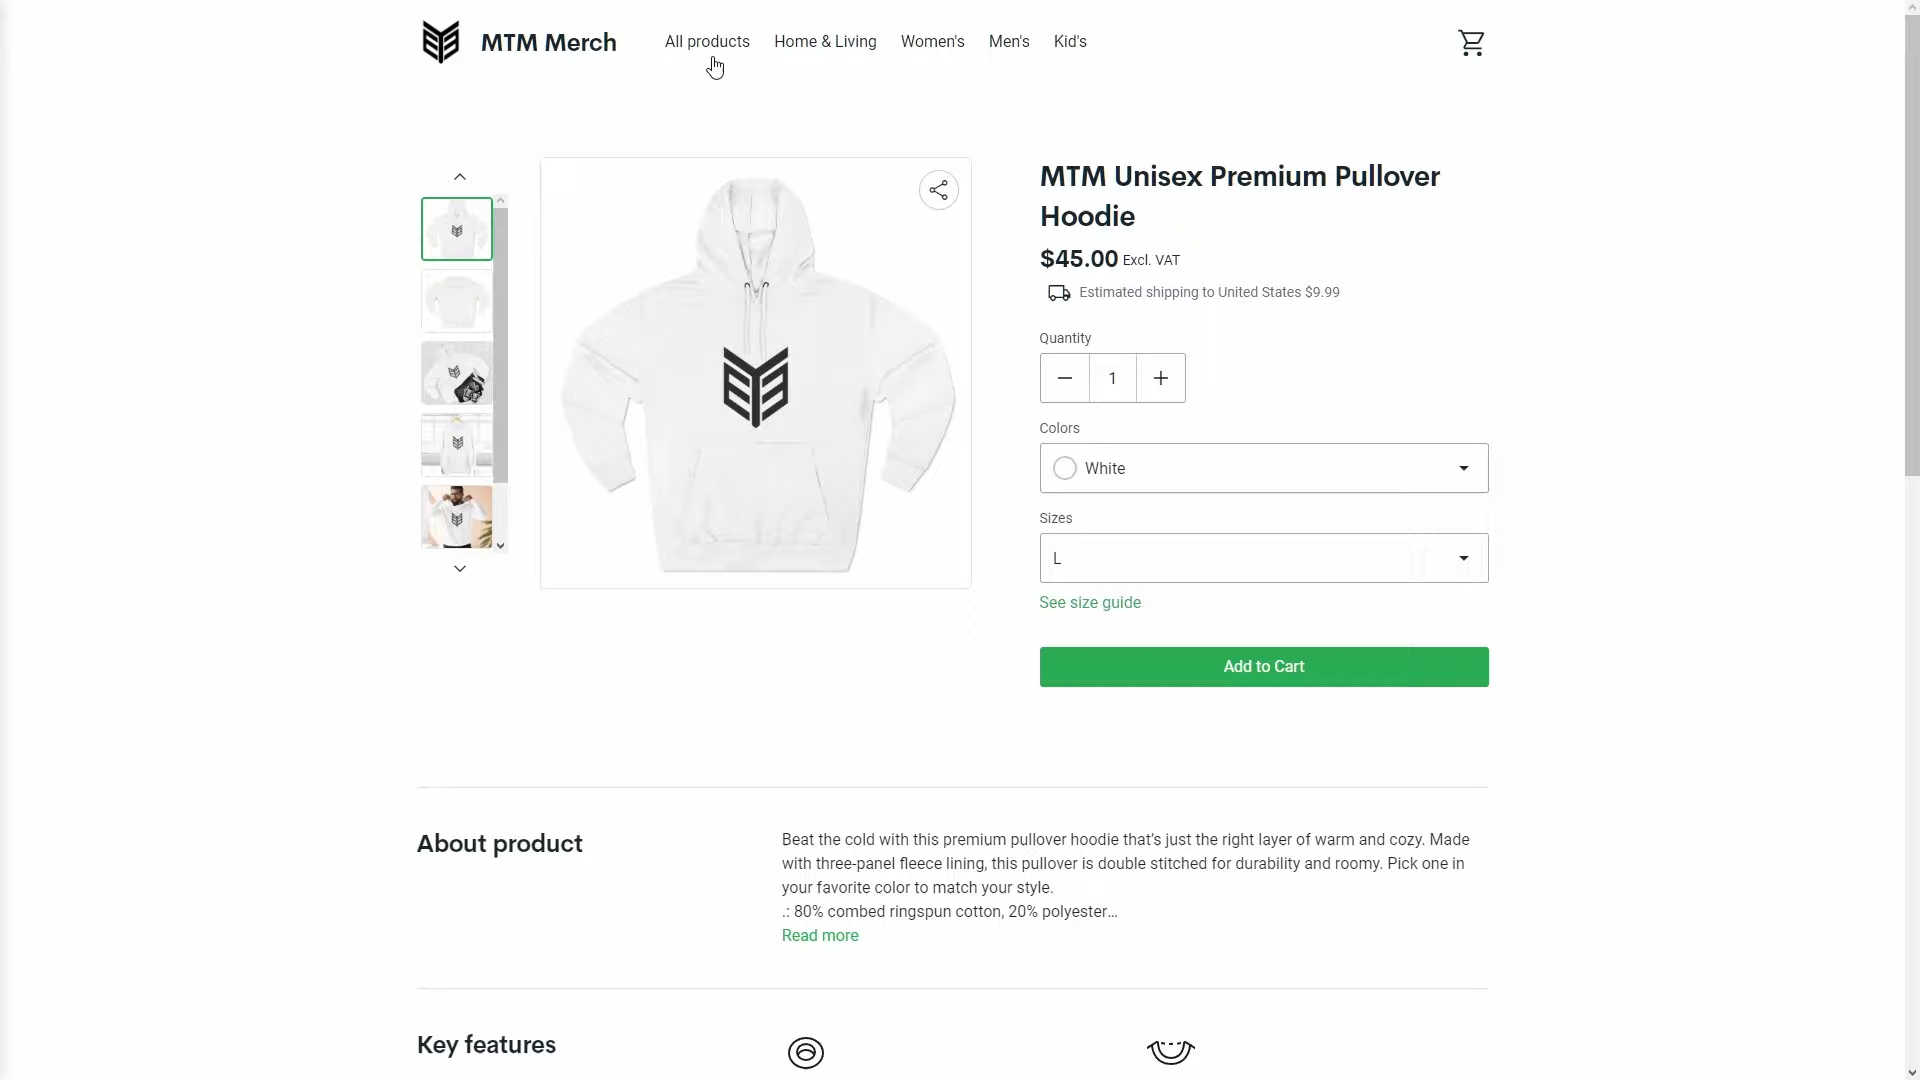 MTM Merch
All products
Home & Living
Women's
Men's
Kid's
MTM Unisex Premium Pullover
Hoodie
$45.00 Excl. VAT
Estimated shipping to United States $9.99
Quantity
1
Colors
White
Sizes
L
See size guide
Add to Cart
About product
Beat the cold with this premium pullover hoodie that's just the right layer of warm and cozy. Made
with three-panel fleece lining, this pullover is double stitched for durability and roomy. Pick one in
your favorite color to match your style.
.: 80% combed ringspun cotton, 20% polyester...
Read more
Key features